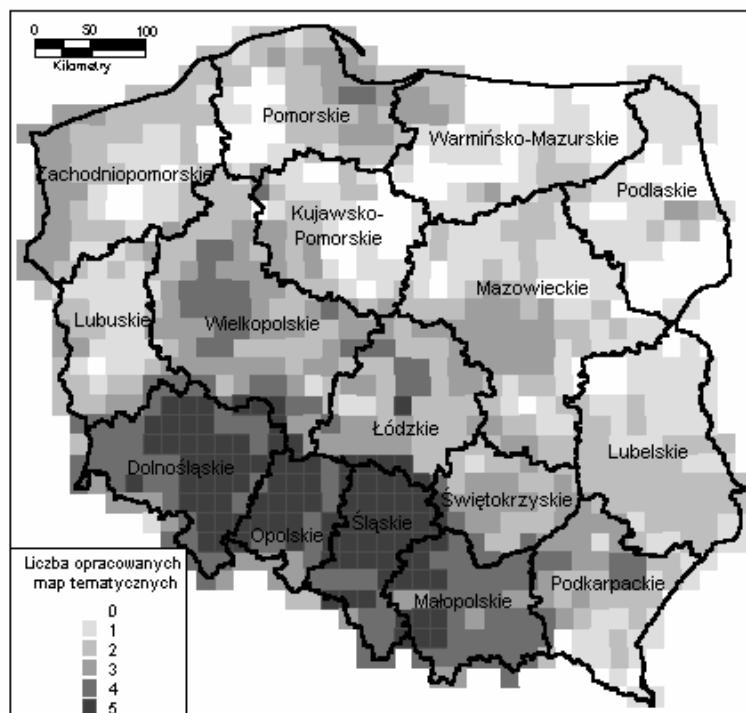 0 50 100
Kilometry
Pomorskie
Warmińsko-Mazurskie
Zachodniopomorskie
Podlaskie
Kujawsko-
Pomorskie
Mazowieckie
Lubuskie
Wielkopolskie
Łódzkie
Lubelskie
Dolnośląskie
Świętokrzyskie
Opolskie
Śląskie
Małopolskie
Podkarpackie
Liczba opracowanych
map tematycznych
0
1
2
3
4
5